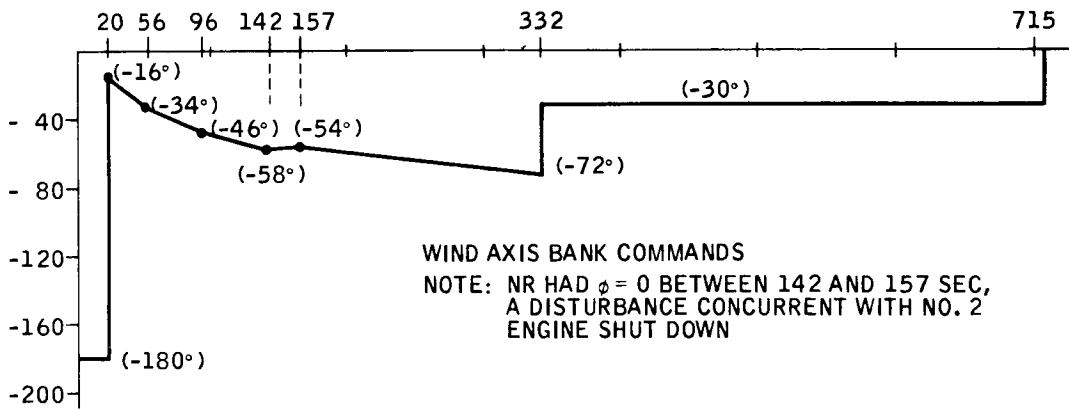 20 56 96 142 157 332 715
(-16°)
(-34°)
(-30°)
- 40
(-46°) (-54°)
(-58°)
(-72°)
- 80
-120
WIND AXIS BANK COMMANDS
NOTE: NR HAD ø = 0 BETWEEN 142 AND 157 SEC,
A DISTURBANCE CONCURRENT WITH NO. 2
ENGINE SHUT DOWN
-160
(-180°)
-200